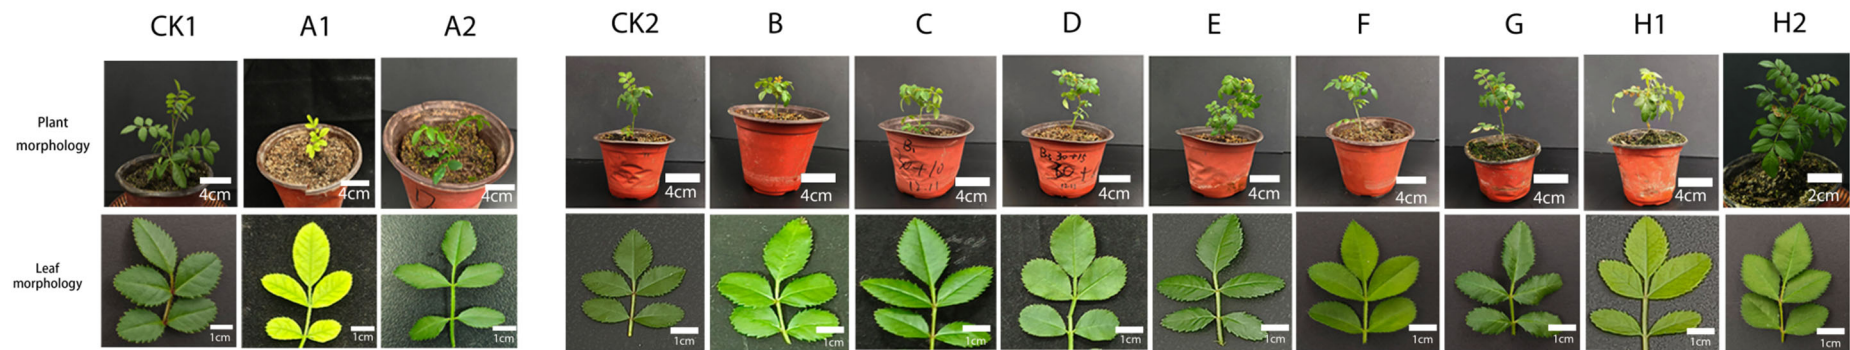 CK1 A1 A2 CK2 B C D E F G H1 H2
Plant
morphology
4cm 4cm 4cm 4cm 4cm 4cm 4cm 4cm 4cm 4cm 4cm 2cm
Leaf
morphology
1cm 1cm 1cm 1cm 1cm 1cm 1cm 1cm 1cm 1cm 1cm 1cm